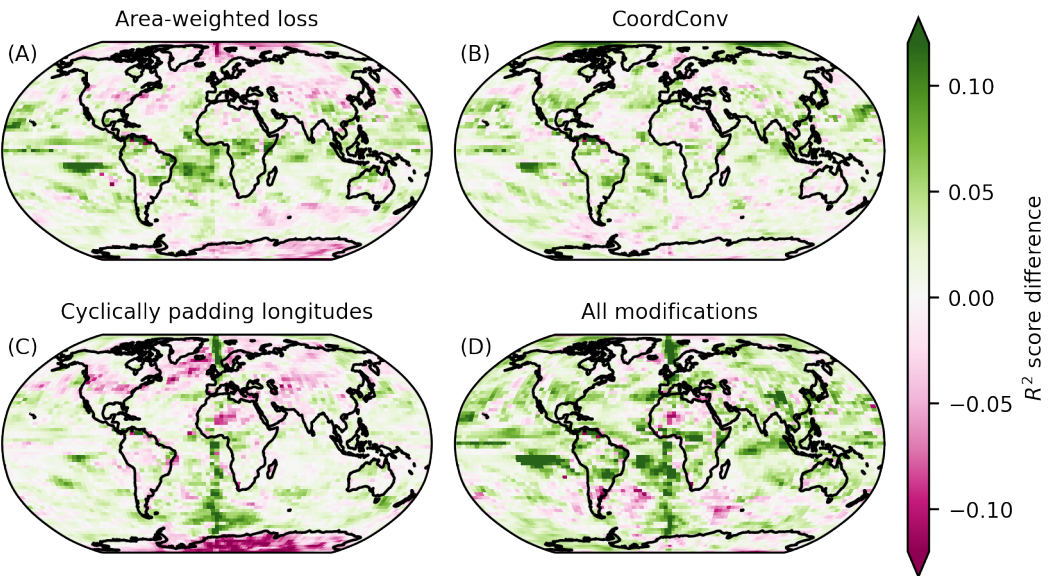 Area-weighted loss
CoordConv
(A)
(B)
Cyclically padding longitudes
All modifications
(C)
(D)
0.10
0.05
0.00
−0.05
−0.10
R² score difference